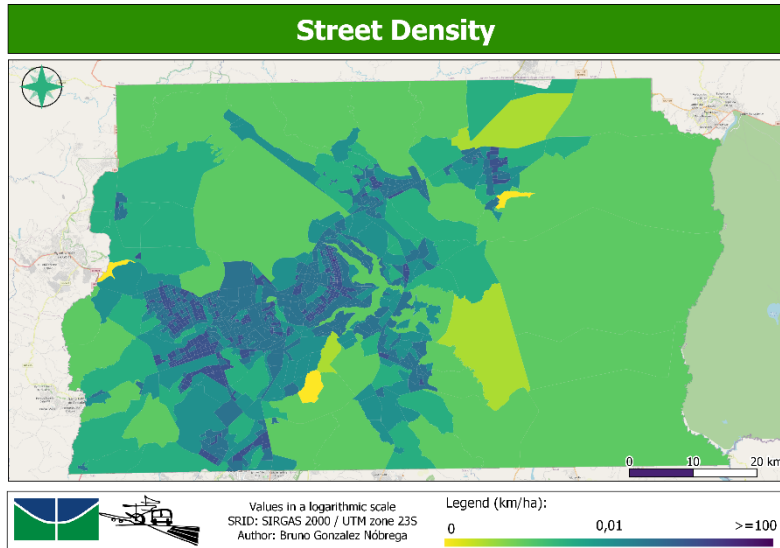 Street Density
0 10 20 km
Values in a logarithmic scale
SRID: SIRGAS 2000 / UTM zone 23S
Author: Bruno Gonzalez Nóbrega
Legend (km/ha):
0 0,01 >=100